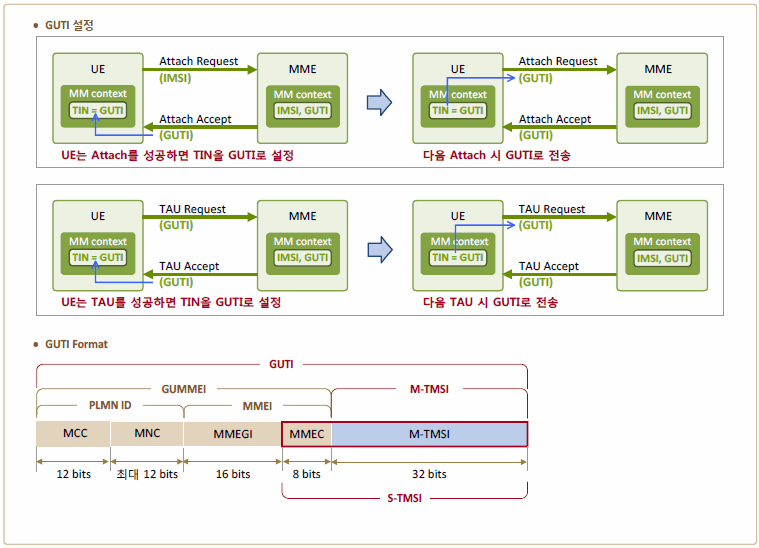 • GUTI 설정
UE
Attach Request
(IMSI)
MME
MM context
TIN = GUTI
Attach Accept
(GUTI)
MM context
IMSI, GUTI
UE는 Attach를 성공하면 TIN을 GUTI로 설정
UE
Attach Request
(GUTI)
MME
MM context
TIN = GUTI
Attach Accept
(GUTI)
MM context
IMSI, GUTI
다음 Attach 시 GUTI로 전송
UE
TAU Request
(GUTI)
MME
MM context
TIN = GUTI
TAU Accept
(GUTI)
MM context
IMSI, GUTI
UE는 TAU를 성공하면 TIN을 GUTI로 설정
UE
TAU Request
(GUTI)
MME
MM context
TIN = GUTI
TAU Accept
(GUTI)
MM context
IMSI, GUTI
다음 TAU 시 GUTI로 전송
• GUTI Format
GUTI
GUMMEI M-TMSI
PLMN ID MMEI
MCC MNC MMEGI MMEC M-TMSI
12 bits 최대 12 bits 16 bits 8 bits 32 bits
S-TMSI